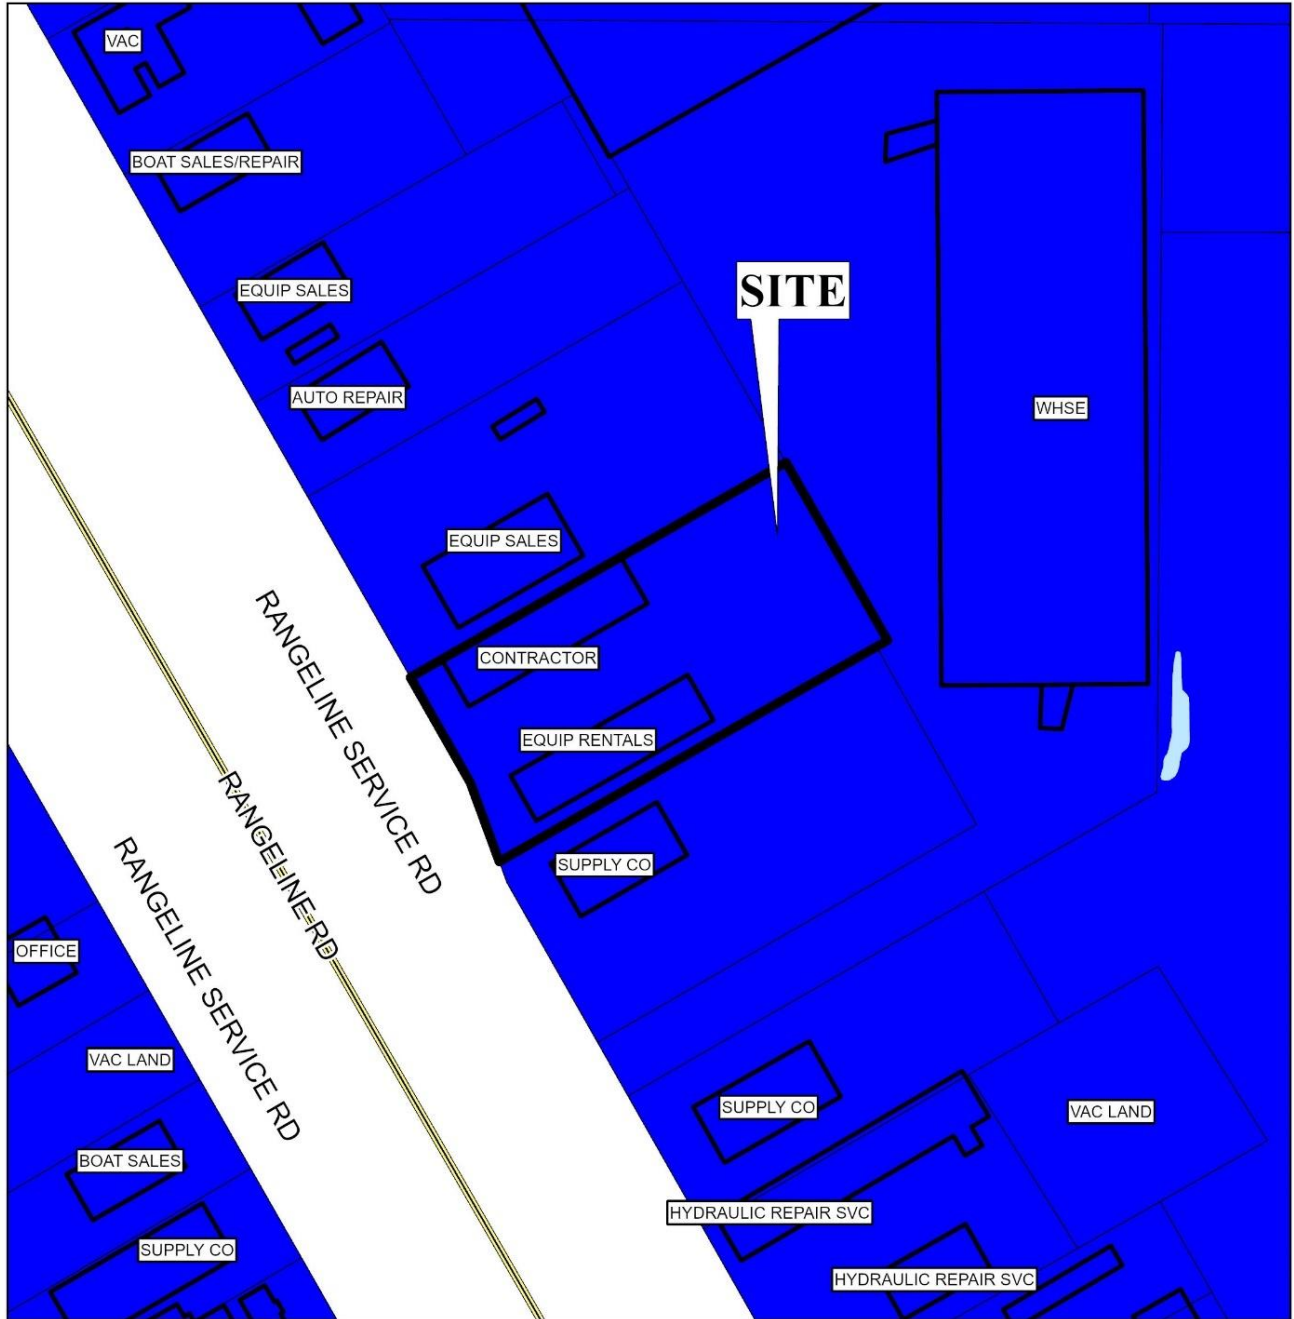 VAC
BOAT SALES/REPAIR
EQUIP SALES
SITE
AUTO REPAIR
WHSE
EQUIP SALES
CONTRACTOR
EQUIP RENTALS
RANGELINE SERVICE RD
RANGELINE RD
RANGELINE SERVICE RD
SUPPLY CO
OFFICE
VAC LAND
SUPPLY CO
VAC LAND
BOAT SALES
HYDRAULIC REPAIR SVC
SUPPLY CO
HYDRAULIC REPAIR SVC